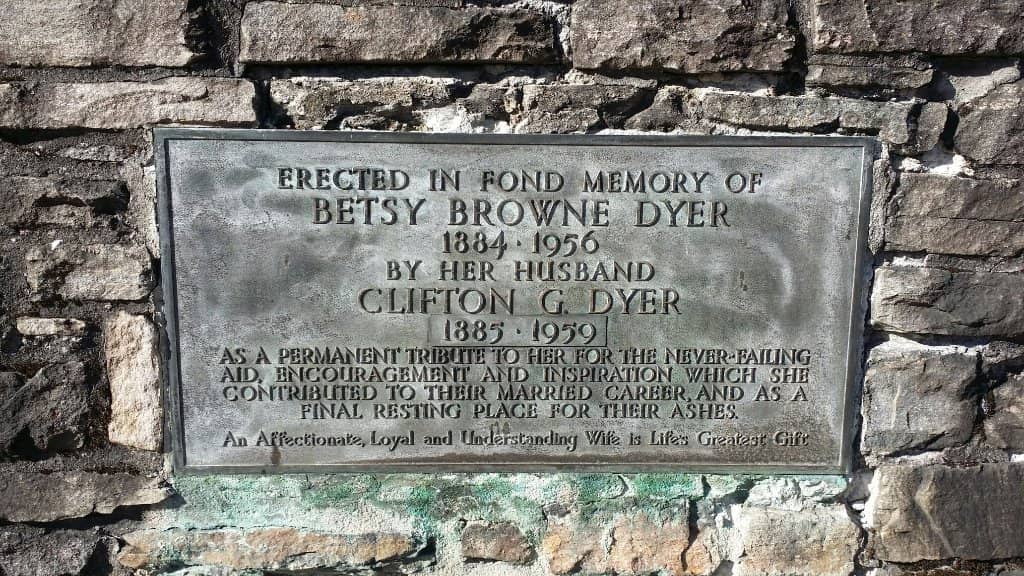 ERECTED IN FOND MEMORY OF
BETSY BROWNE DYER
1884 · 1956
BY HER HUSBAND
CLIFTON G. DYER
1885 · 1959
AS A PERMANENT TRIBUTE TO HER FOR THE NEVER-FAILING
AID, ENCOURAGEMENT AND INSPIRATION WHICH SHE
CONTRIBUTED TO THEIR MARRIED CAREER, AND AS A
FINAL RESTING PLACE FOR THEIR ASHES.
An Affectionate, Loyal and Understanding Wife is Life's Greatest Gift